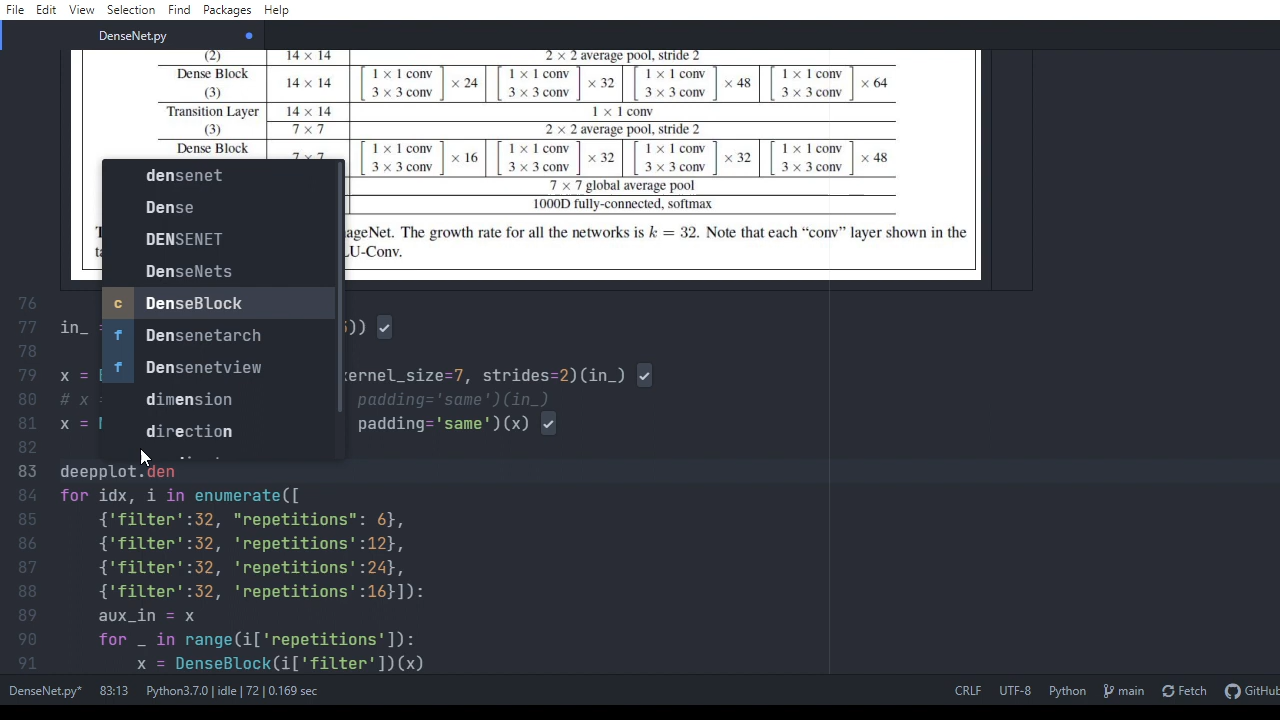 File Edit View Selection Find Packages Help
DenseNet.py
(2) 14 × 14 2 × 2 average pool, stride 2
Dense Block (3) 14 × 14 [1 × 1 conv 3 × 3 conv] × 24 [1 × 1 conv 3 × 3 conv] × 32 [1 × 1 conv 3 × 3 conv] × 48 [1 × 1 conv 3 × 3 conv] × 64
Transition Layer 14 × 14 1 × 1 conv
(3) 7 × 7 2 × 2 average pool, stride 2
Dense Block 7 × 7 [1 × 1 conv 3 × 3 conv] × 16 [1 × 1 conv 3 × 3 conv] × 32 [1 × 1 conv 3 × 3 conv] × 32 [1 × 1 conv 3 × 3 conv] × 48
7 × 7 global average pool
1000D fully-connected, softmax
ageNet. The growth rate for all the networks is k = 32. Note that each “conv” layer shown in the
LU-Conv.
densenet
Dense
DENSENET
DenseNets
c DenseBlock
f Densenetarch
f Densenetview
dimension
direction
76
77 in_ = ))
78
79 x = kernel_size=7, strides=2)(in_)
80 # x = padding='same')(in_)
81 x = padding='same')(x)
82
83 deepplot.den
84 for idx, i in enumerate([
85 {'filter':32, "repetitions": 6},
86 {'filter':32, 'repetitions':12},
87 {'filter':32, 'repetitions':24},
88 {'filter':32, 'repetitions':16}]):
89 aux_in = x
90 for _ in range(i['repetitions']):
91 x = DenseBlock(i['filter'])(x)
DenseNet.py* 83:13 Python3.7.0 | idle | 72 | 0.169 sec CRLF UTF-8 Python main Fetch GitHub